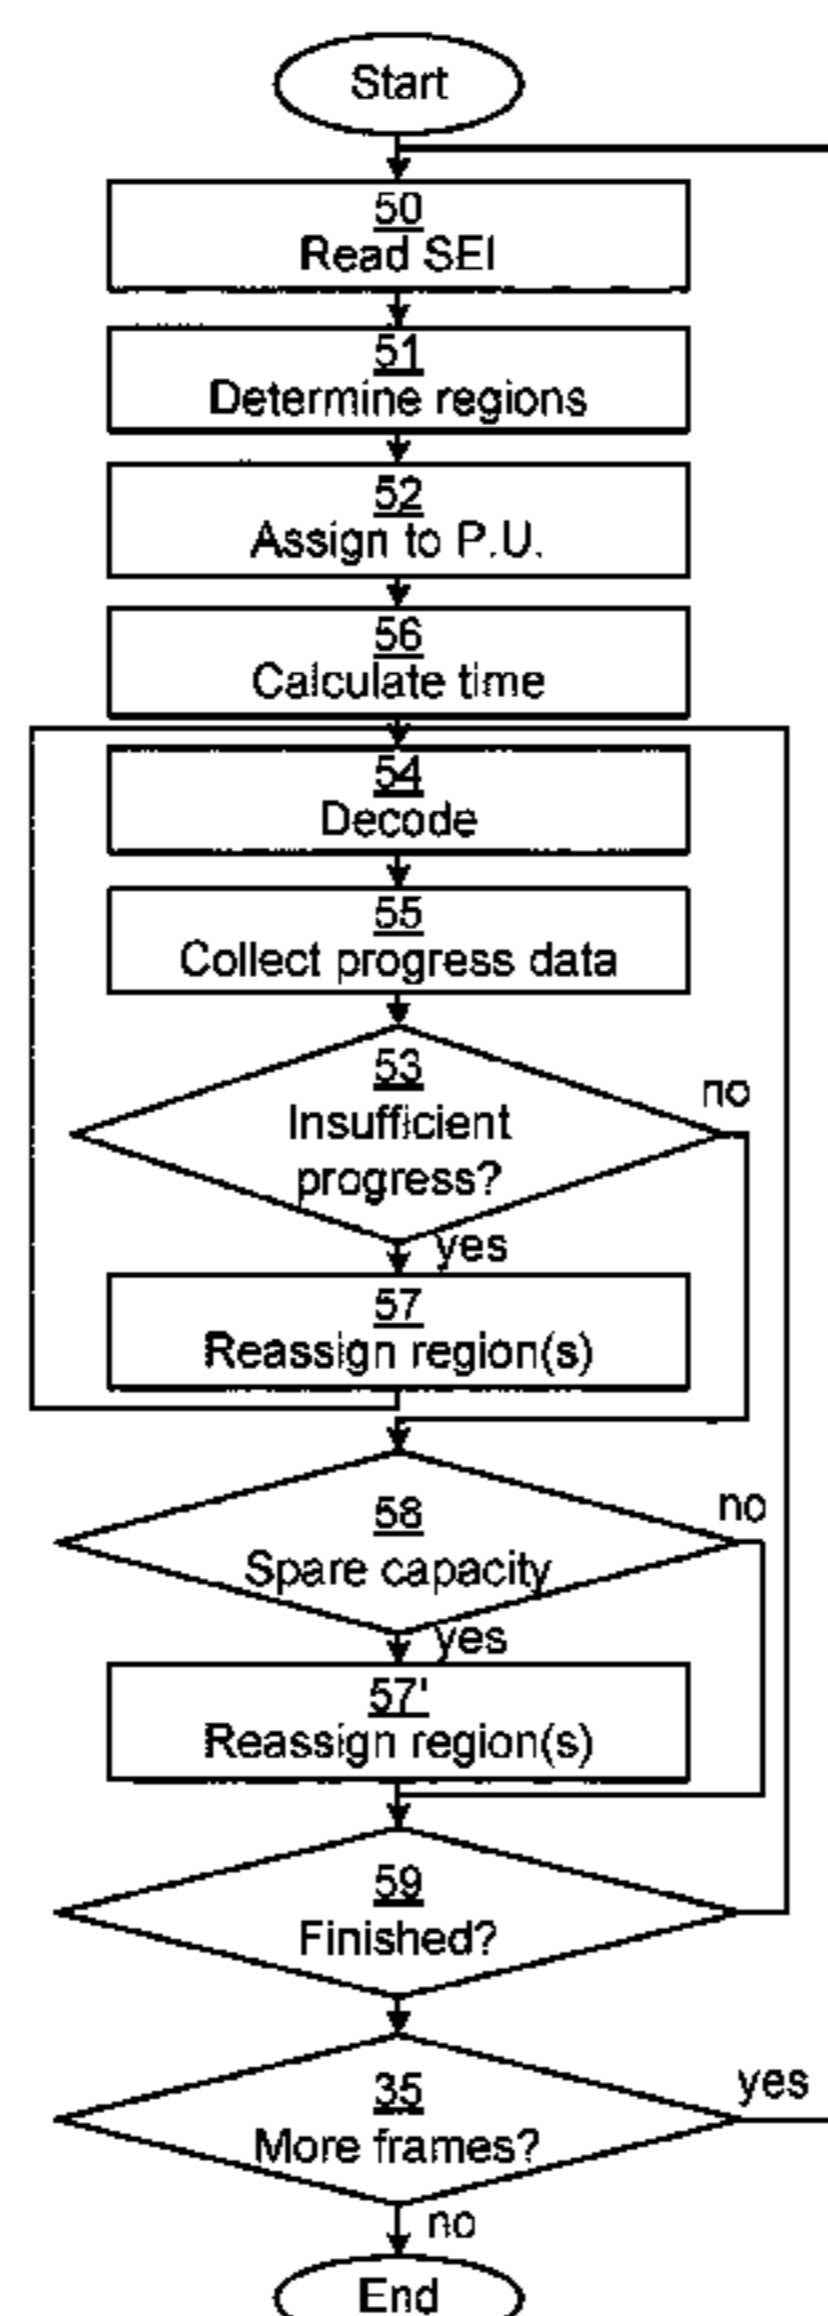 Start
50
Read SEI
51
Determine regions
52
Assign to P.U.
56
Calculate time
54
Decode
55
Collect progress data
53
Insufficient
progress?
no
yes
57
Reassign region(s)
58
Spare capacity
no
yes
57'
Reassign region(s)
59
Finished?
35
More frames?
yes
no
End